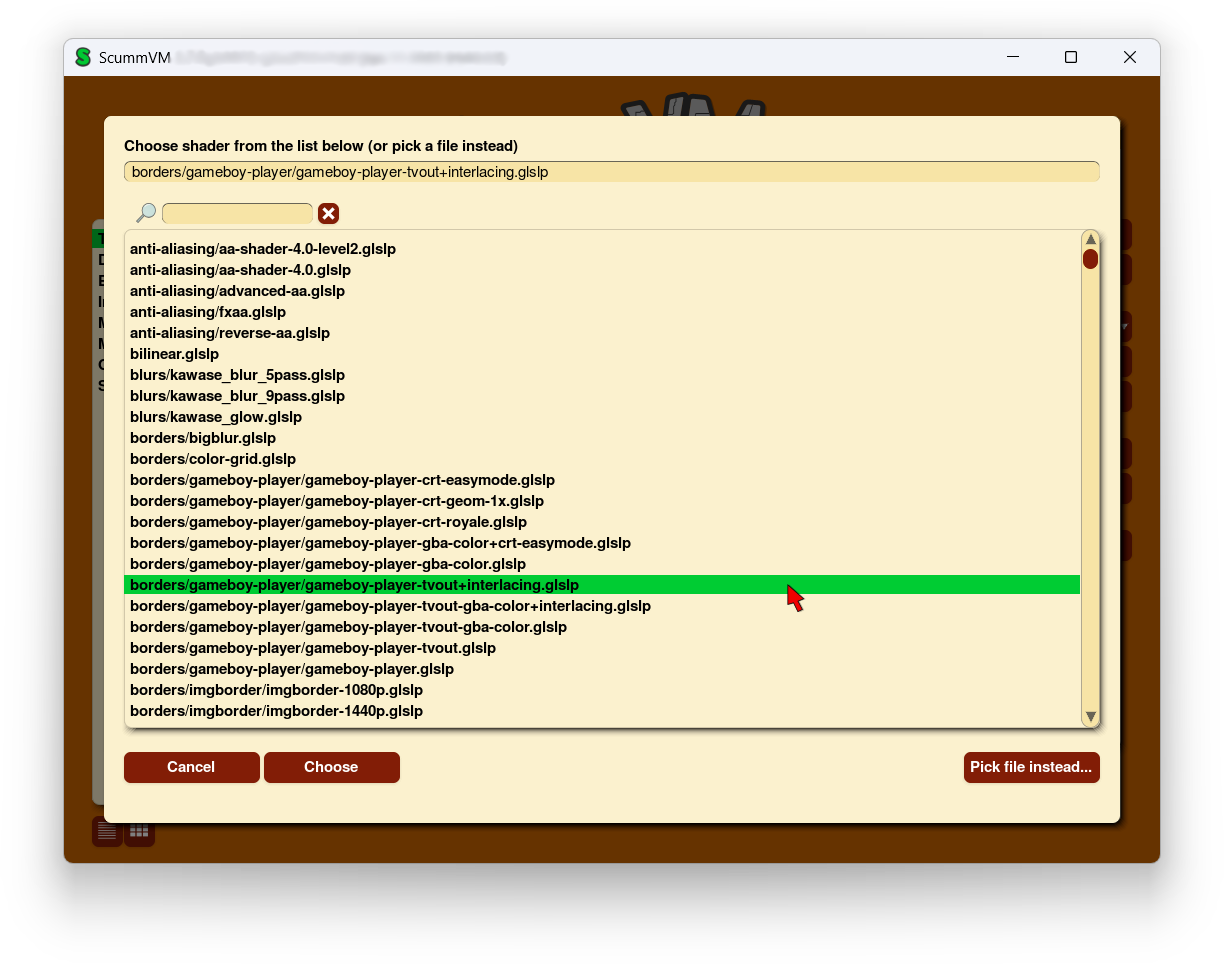 ScummVM
Choose shader from the list below (or pick a file instead)
borders/gameboy-player/gameboy-player-tvout+interlacing.glslp
anti-aliasing/aa-shader-4.0-level2.glslp
anti-aliasing/aa-shader-4.0.glslp
anti-aliasing/advanced-aa.glslp
anti-aliasing/fxaa.glslp
anti-aliasing/reverse-aa.glslp
bilinear.glslp
blurs/kawase_blur_5pass.glslp
blurs/kawase_blur_9pass.glslp
blurs/kawase_glow.glslp
borders/bigblur.glslp
borders/color-grid.glslp
borders/gameboy-player/gameboy-player-crt-easymode.glslp
borders/gameboy-player/gameboy-player-crt-geom-1x.glslp
borders/gameboy-player/gameboy-player-crt-royale.glslp
borders/gameboy-player/gameboy-player-gba-color+crt-easymode.glslp
borders/gameboy-player/gameboy-player-gba-color.glslp
borders/gameboy-player/gameboy-player-tvout+interlacing.glslp
borders/gameboy-player/gameboy-player-tvout-gba-color+interlacing.glslp
borders/gameboy-player/gameboy-player-tvout-gba-color.glslp
borders/gameboy-player/gameboy-player-tvout.glslp
borders/gameboy-player/gameboy-player.glslp
borders/imgborder/imgborder-1080p.glslp
borders/imgborder/imgborder-1440p.glslp
Cancel
Choose
Pick file instead...